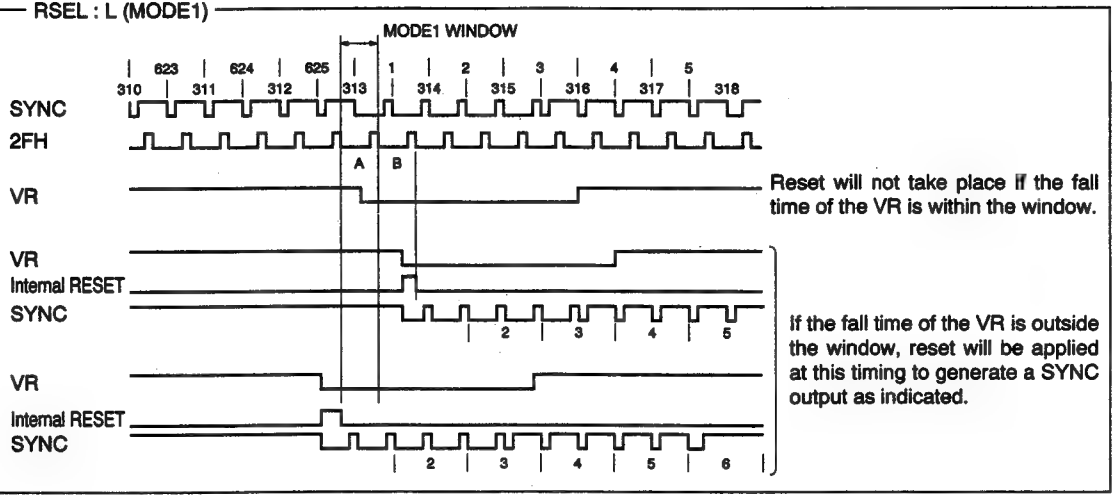 RSEL : L (MODE1)
MODE1 WINDOW
623 624 625 1 2 3 4 5
310 311 312 313 314 315 316 317 318
SYNC
2FH
A B
VR
Reset will not take place if the fall
time of the VR is within the window.
VR
Internal RESET
SYNC
2 3 4 5
If the fall time of the VR is outside
the window, reset will be applied
at this timing to generate a SYNC
output as indicated.
VR
Internal RESET
SYNC
2 3 4 5 6